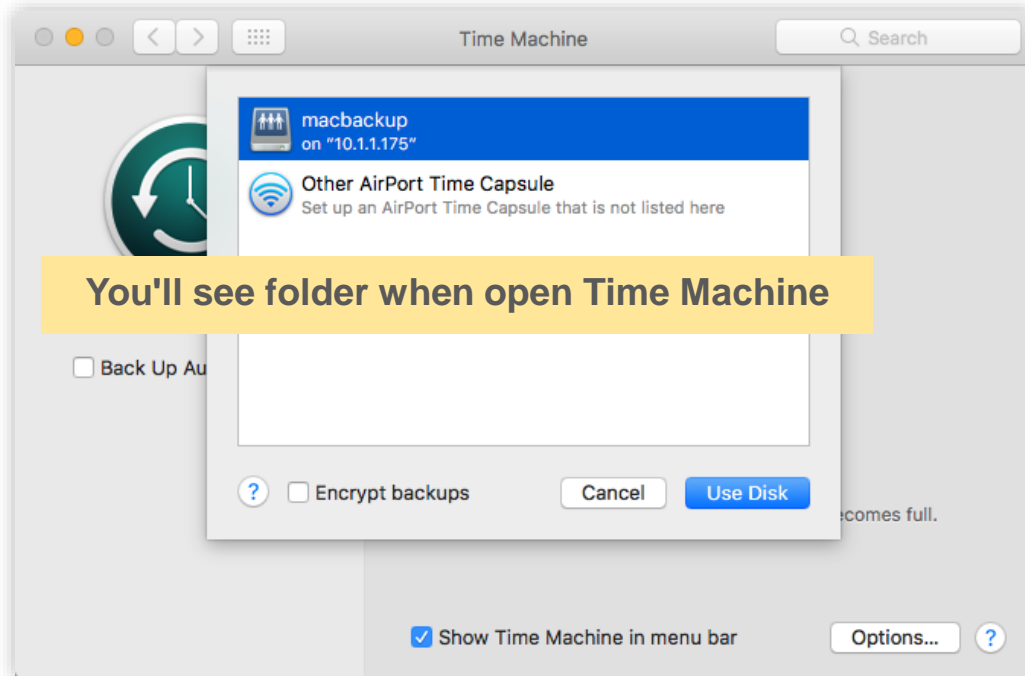 Time Machine
Search
macbackup
on "10.1.1.175"
Other AirPort Time Capsule
Set up an AirPort Time Capsule that is not listed here
You'll see folder when open Time Machine
Back Up Au
? Encrypt backups Cancel Use Disk
ecomes full.
Show Time Machine in menu bar Options... ?